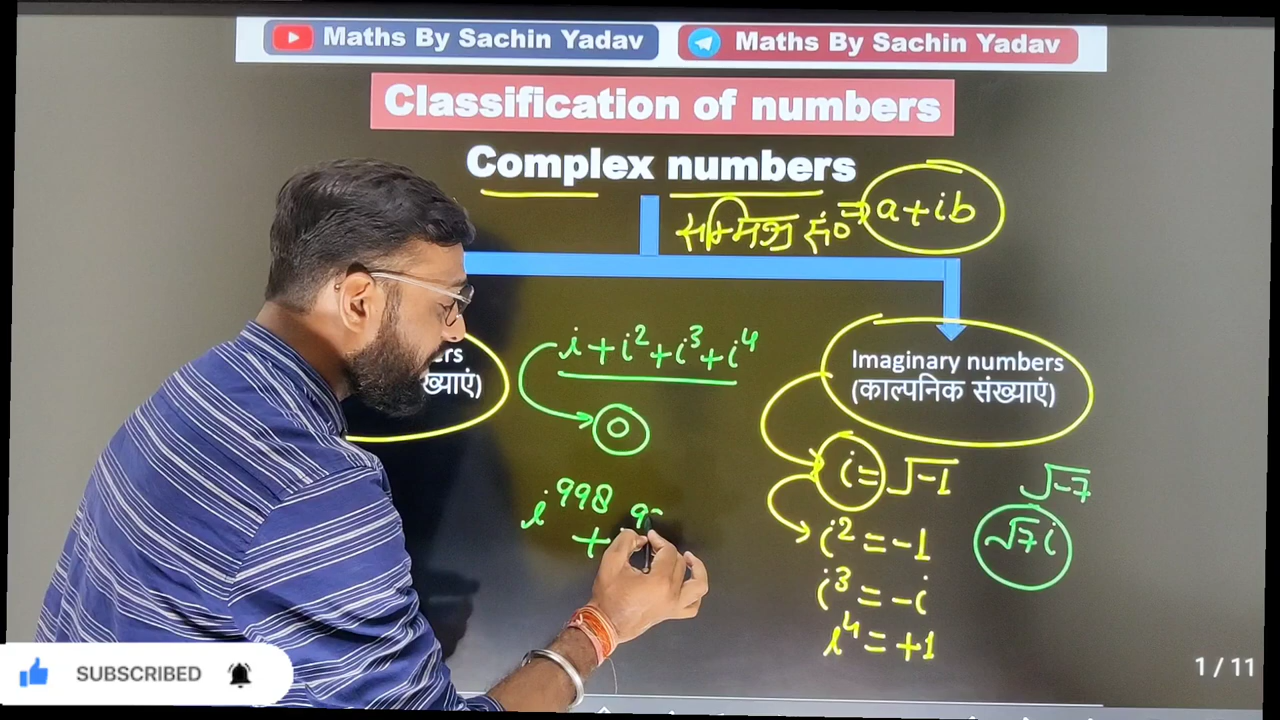 Maths By Sachin Yadav
Maths By Sachin Yadav
Classification of numbers
Complex numbers
सम्मिश्र सं० ⇒ a+ib
ख्याएं)
i + i² + i³ + i⁴
0
i⁹⁹⁸ +
Imaginary numbers
(काल्पनिक संख्याएं)
i = √-1
i² = -1
i³ = -i
i⁴ = +1
√-7
√7 i
SUBSCRIBED
1 / 11